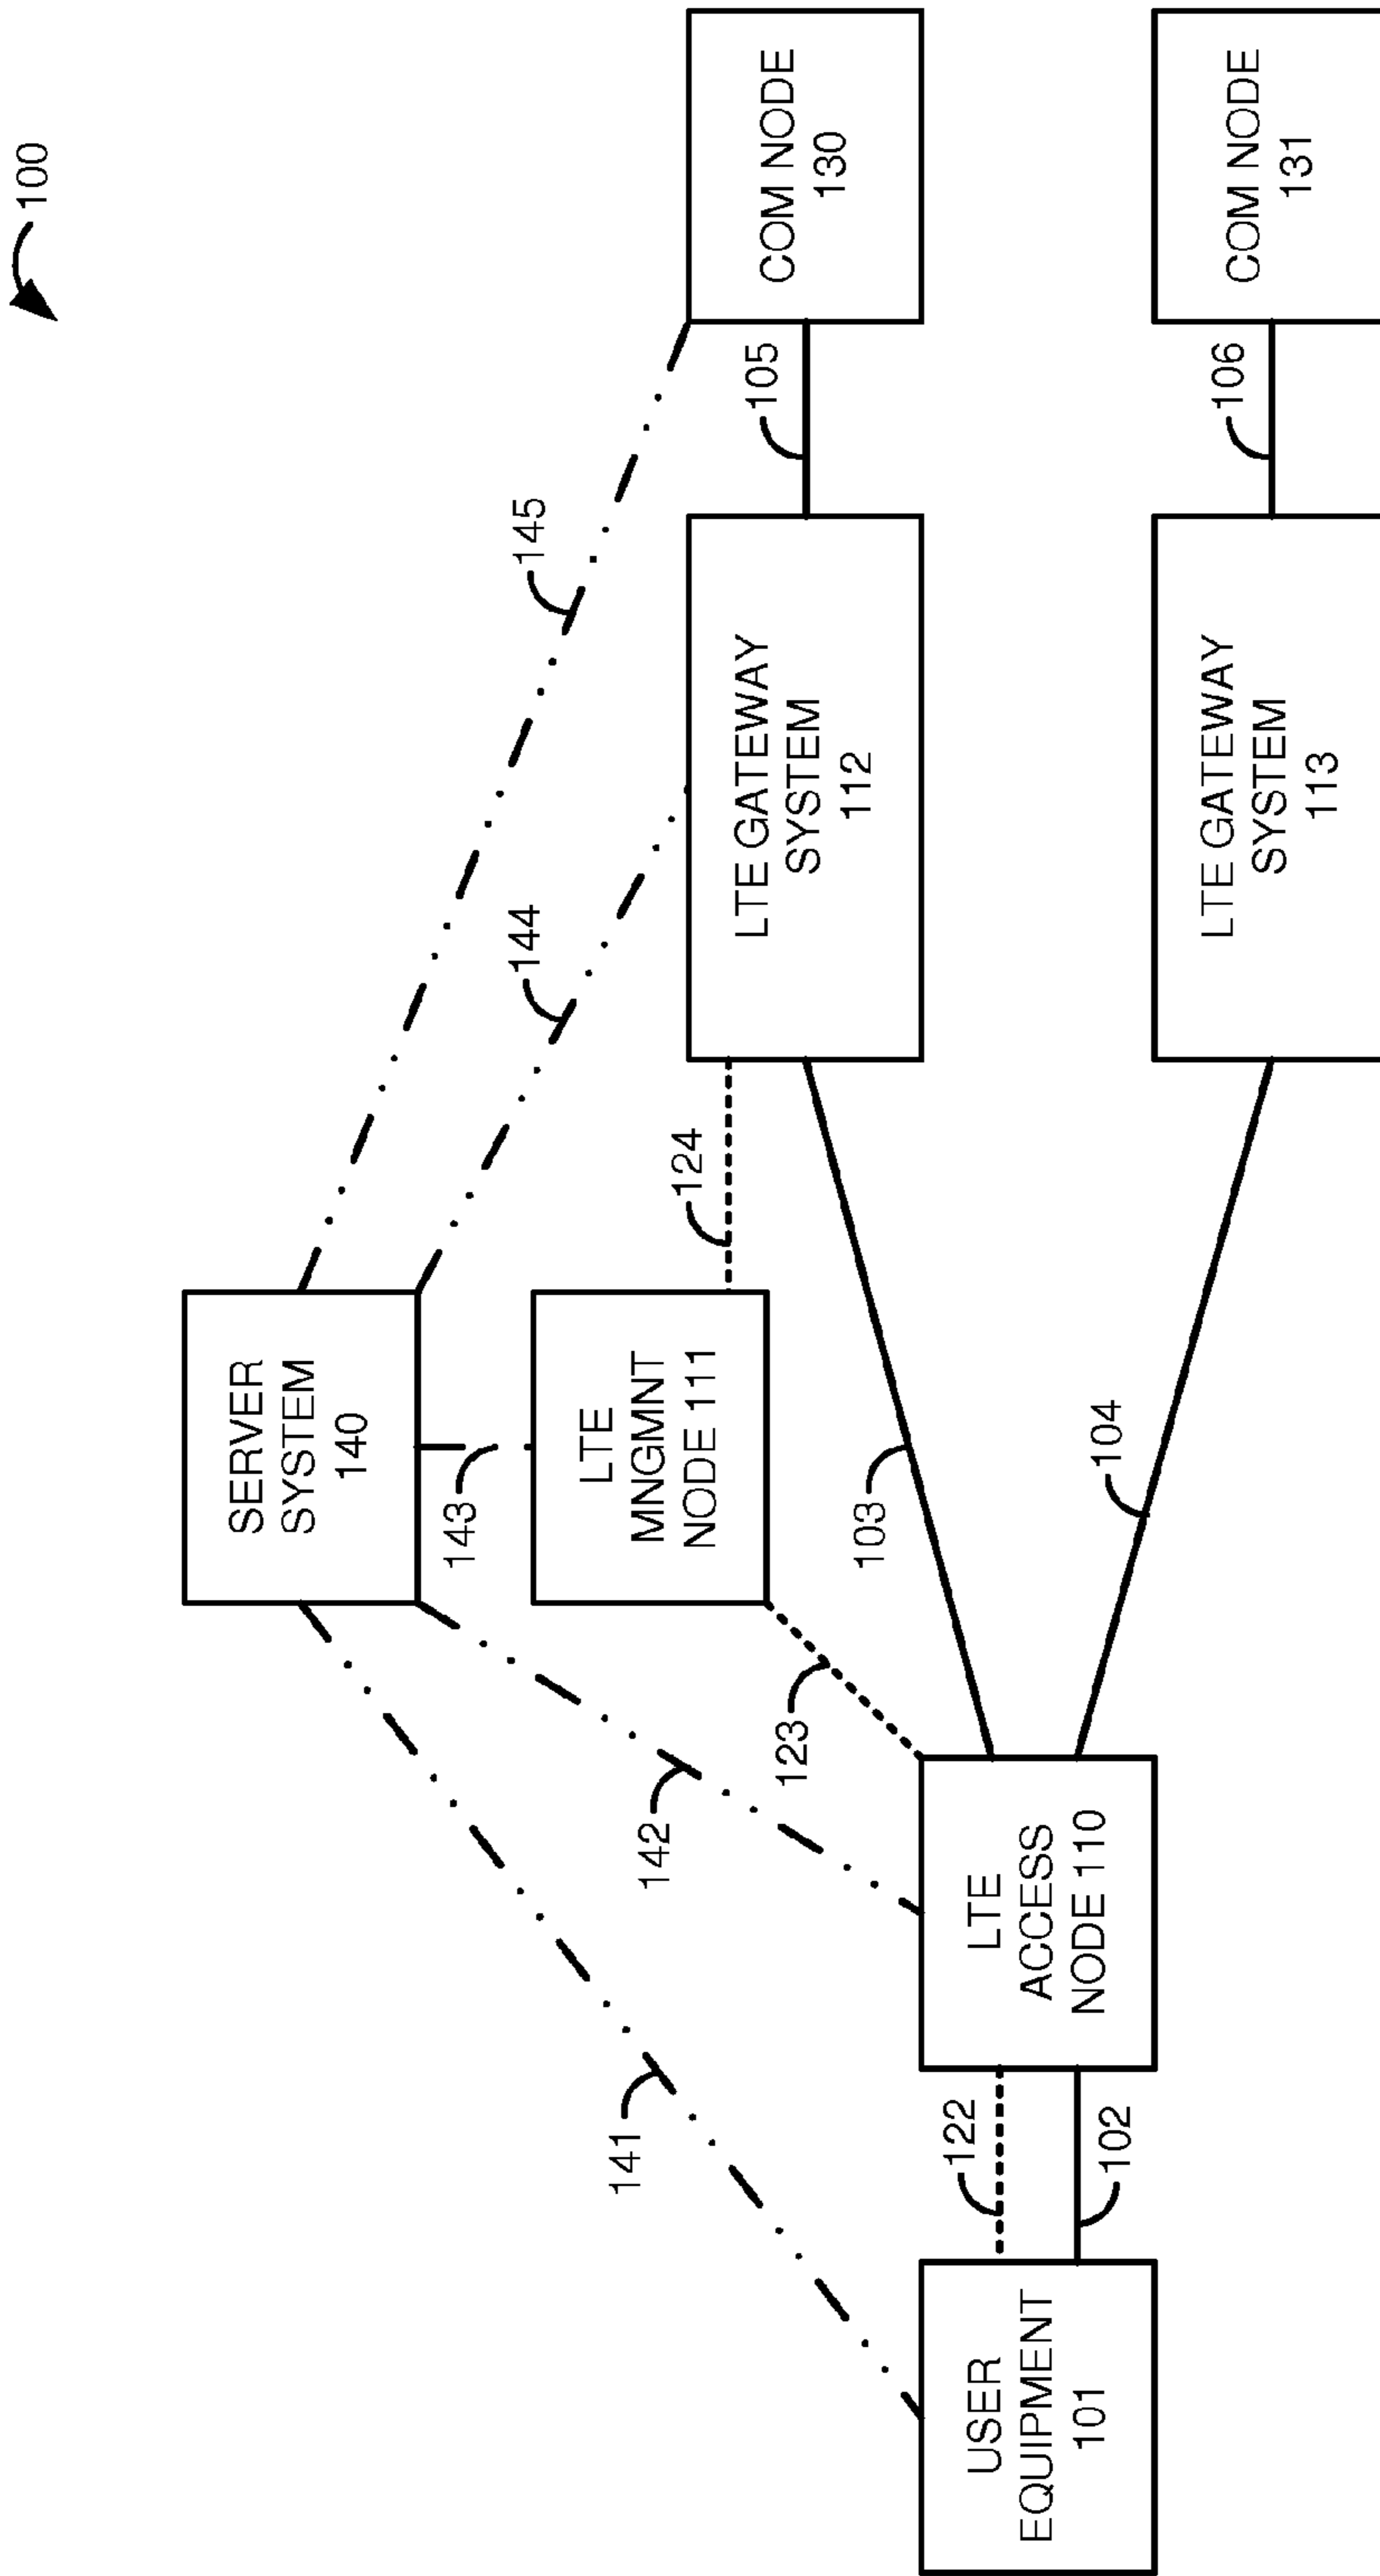 100
SERVER
SYSTEM
140
141
142
143
144
145
LTE
MNGMNT
NODE 111
123
124
USER
EQUIPMENT
101
122
102
LTE
ACCESS
NODE 110
103
104
LTE GATEWAY
SYSTEM
112
105
COM NODE
130
LTE GATEWAY
SYSTEM
113
106
COM NODE
131